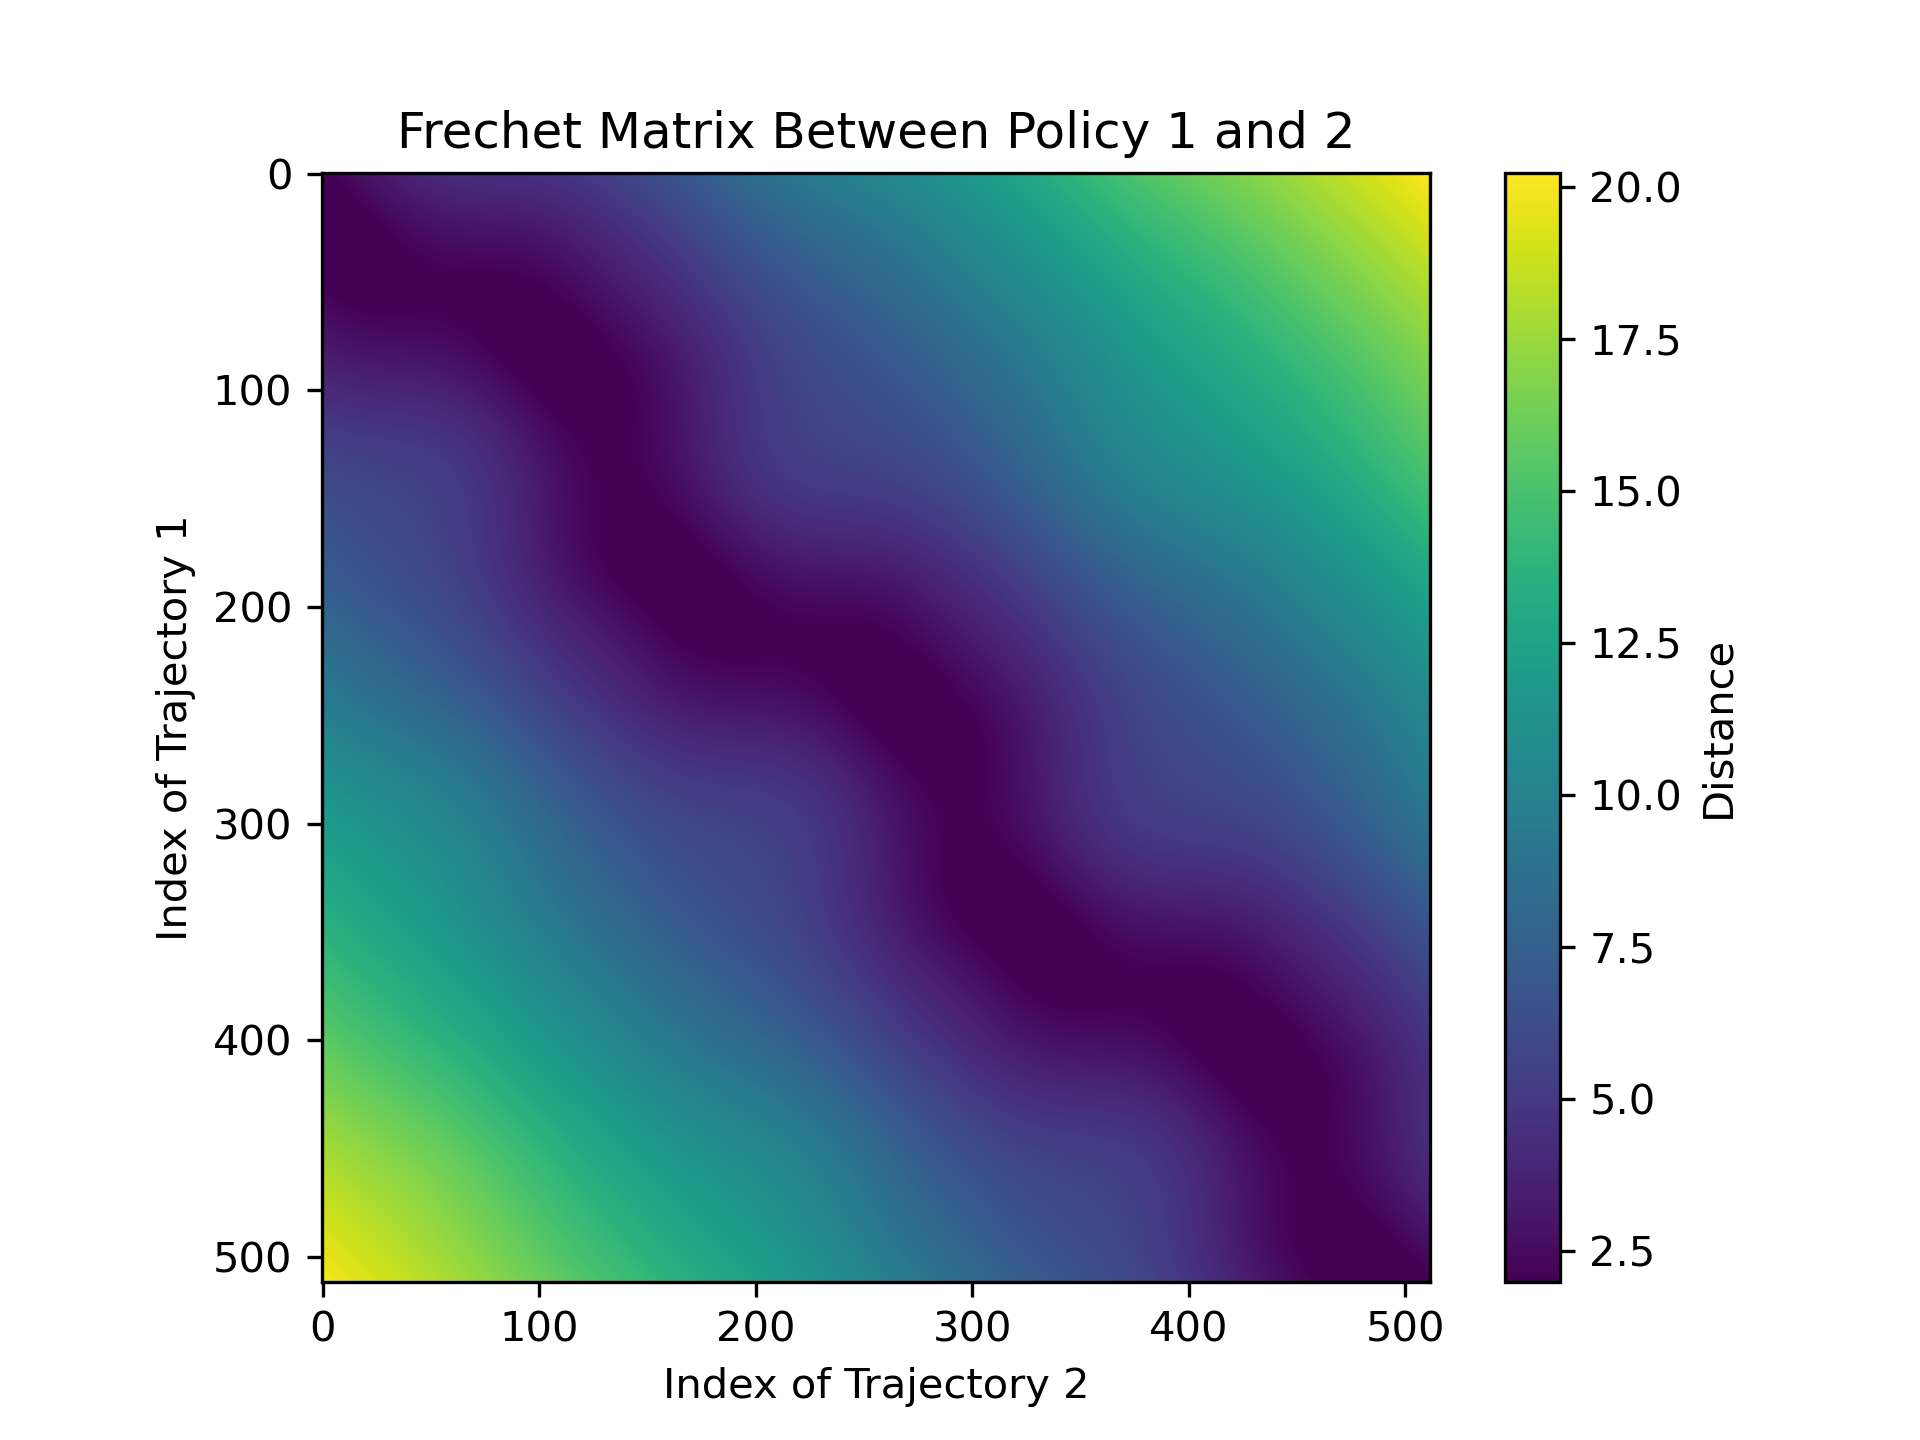 Frechet Matrix Between Policy 1 and 2
0
100
200
300
400
500
Index of Trajectory 1
0 100 200 300 400 500
Index of Trajectory 2
20.0
17.5
15.0
12.5
10.0
7.5
5.0
2.5
Distance